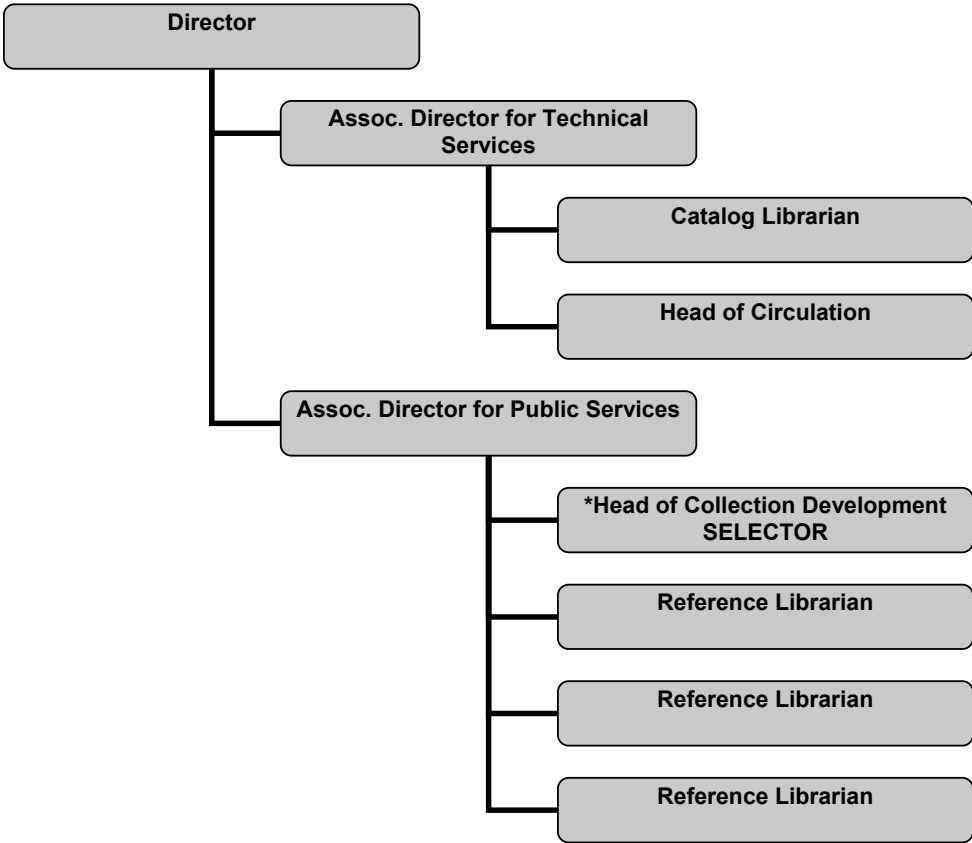 Director
Assoc. Director for Technical
Services
Catalog Librarian
Head of Circulation
Assoc. Director for Public Services
*Head of Collection Development
SELECTOR
Reference Librarian
Reference Librarian
Reference Librarian